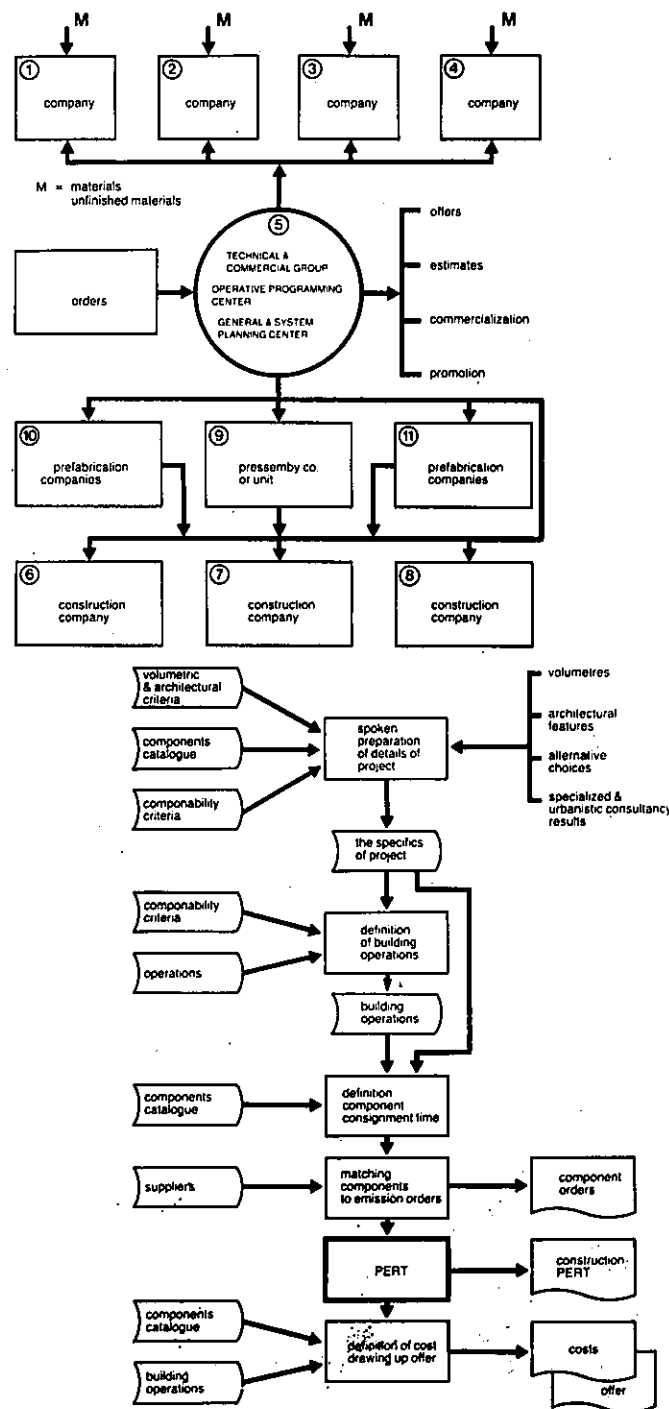 M
M
M
M
1
company
2
company
3
company
4
company
M = materials
unfinished materials
5
TECHNICAL &
COMMERCIAL GROUP
OPERATIVE PROGRAMMING
CENTER
GENERAL & SYSTEM
PLANNING CENTER
orders
offers
estimates
commercialization
promotion
10
prefabrication
companies
9
pressemby co.
or unit
11
prefabrication
companies
6
construction
company
7
construction
company
8
construction
company
volumetric
& architectural
criteria
components
catalogue
componability
criteria
spoken
preparation
of details of
project
volumetres
architectural
features
alternative
choices
specialized &
urbanistic consultancy
results
the specifics
of project
componability
criteria
operations
definition
of building
operations
building
operations
components
catalogue
definition
component
consignment time
suppliers
matching
components
to emission orders
component
orders
PERT
construction
PERT
components
catalogue
building
operations
definition of cost
drawing up offer
costs
offer